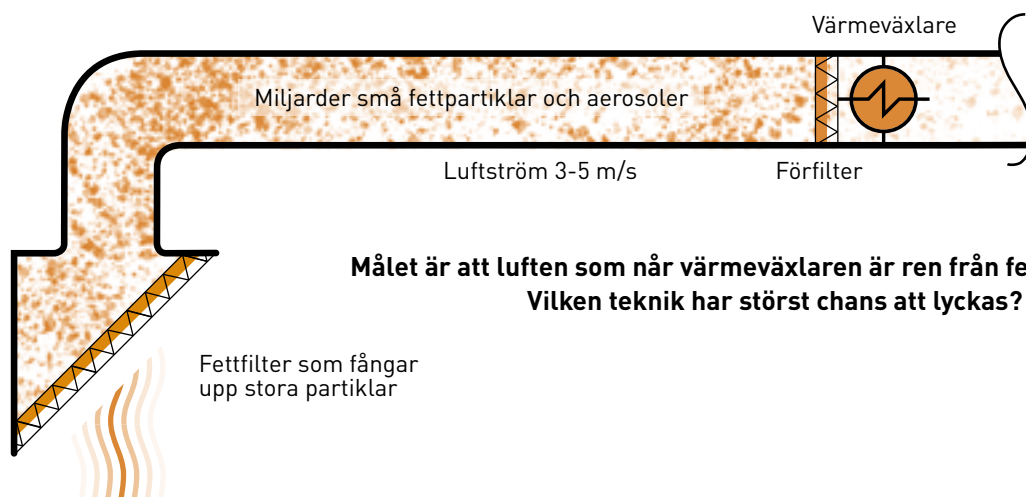 Värmeväxlare
Miljarder små fettpartiklar och aerosoler
Luftström 3-5 m/s
Förfilter
Målet är att luften som når värmeväxlaren är ren från fe
Vilken teknik har störst chans att lyckas?
Fettfilter som fångar
upp stora partiklar